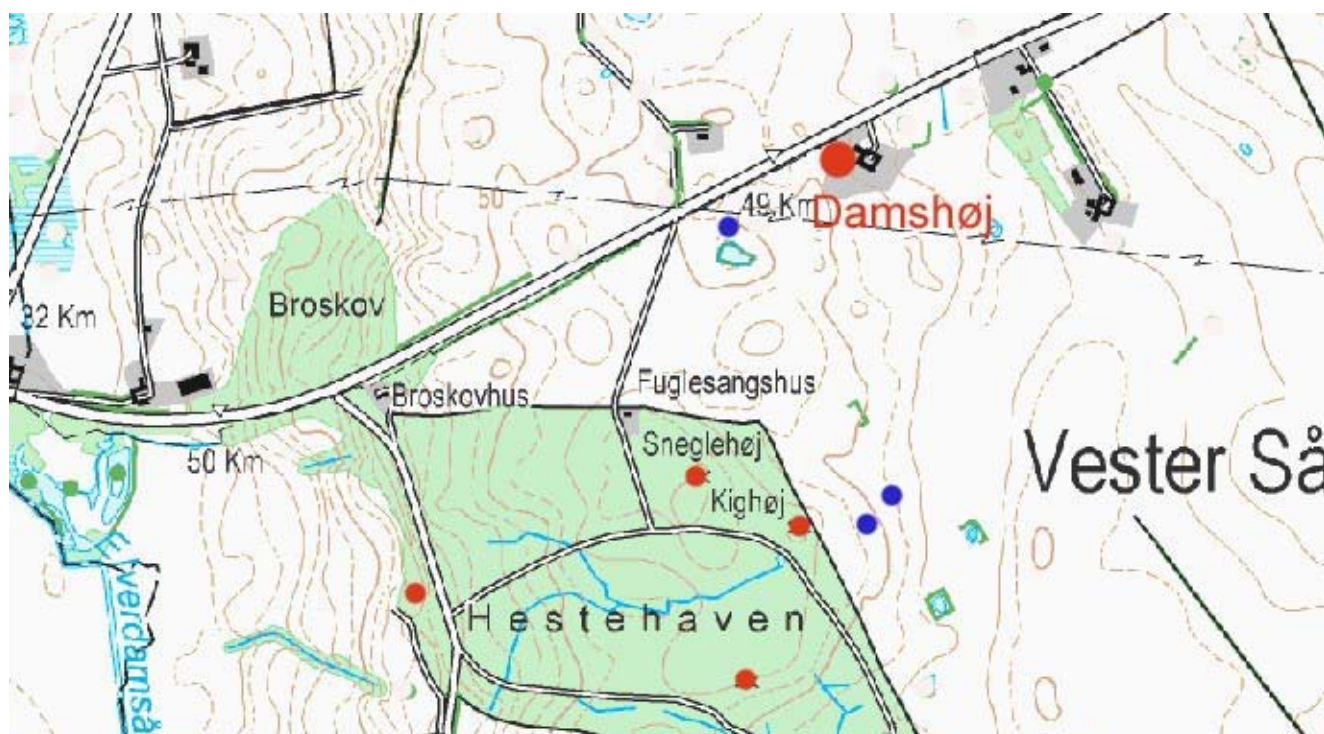 50
49 Km
Damshøj
Broskov
32 Km
Broskovhus
Fuglesangshus
Sneglehøj
Vester Så
50 Km
Kighøj
Hestehaven